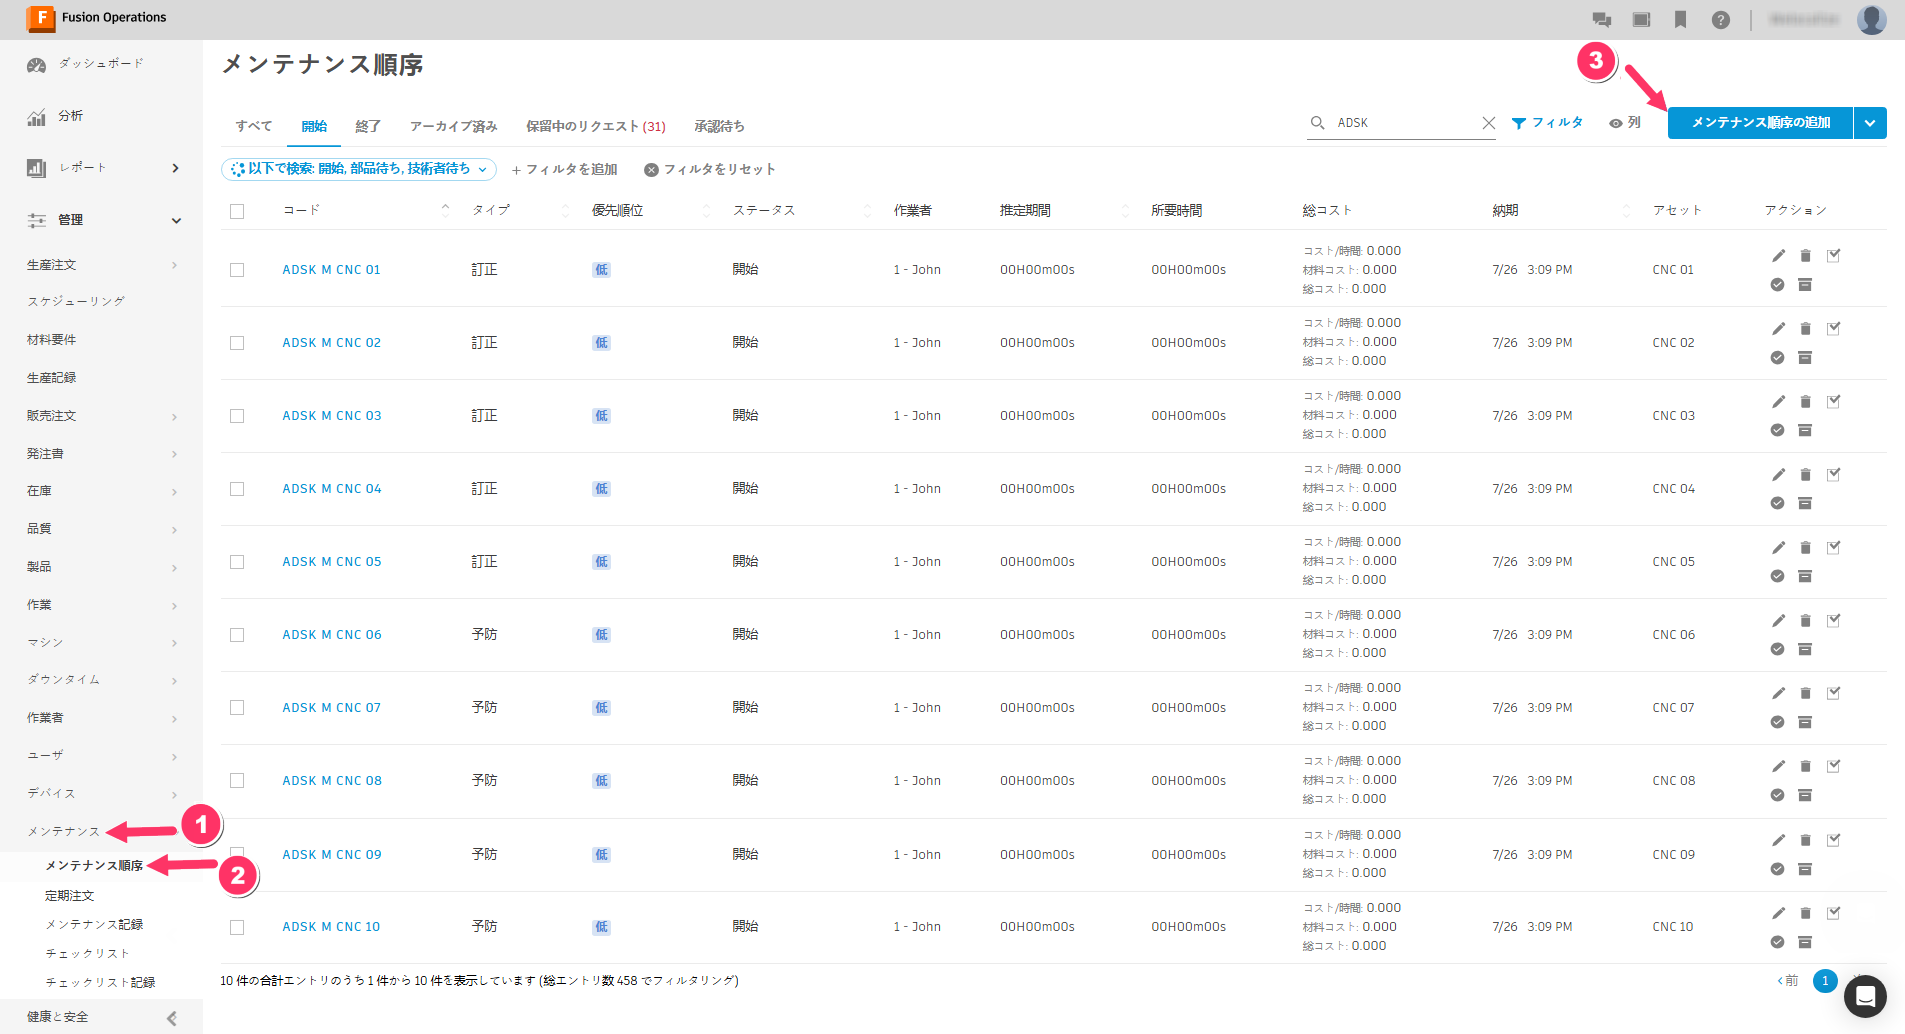 F Fusion Operations
ダッシュボード
分析
レポート
管理
生産注文
スケジューリング
材料要件
生産記録
販売注文
発注書
在庫
品質
製品
作業
マシン
ダウンタイム
作業者
ユーザ
デバイス
メンテナンス
1
メンテナンス順序
2
定期注文
メンテナンス記録
チェックリスト
チェックリスト記録
健康と安全
メンテナンス順序
3
すべて 開始 終了 アーカイブ済み 保留中のリクエスト (31) 承認待ち
ADSK フィルタ 列 メンテナンス順序の追加
以下で検索: 開始, 部品待ち, 技術者待ち + フィルタを追加 フィルタをリセット
コード タイプ 優先順位 ステータス 作業者 推定期間 所要時間 総コスト 納期 アセット アクション
コスト/時間: 0.000
ADSK M CNC 01 訂正 低 開始 1 - John 00H00m00s 00H00m00s 材料コスト: 0.000 7/26 3:09 PM CNC 01
総コスト: 0.000
コスト/時間: 0.000
ADSK M CNC 02 訂正 低 開始 1 - John 00H00m00s 00H00m00s 材料コスト: 0.000 7/26 3:09 PM CNC 02
総コスト: 0.000
コスト/時間: 0.000
ADSK M CNC 03 訂正 低 開始 1 - John 00H00m00s 00H00m00s 材料コスト: 0.000 7/26 3:09 PM CNC 03
総コスト: 0.000
コスト/時間: 0.000
ADSK M CNC 04 訂正 低 開始 1 - John 00H00m00s 00H00m00s 材料コスト: 0.000 7/26 3:09 PM CNC 04
総コスト: 0.000
コスト/時間: 0.000
ADSK M CNC 05 訂正 低 開始 1 - John 00H00m00s 00H00m00s 材料コスト: 0.000 7/26 3:09 PM CNC 05
総コスト: 0.000
コスト/時間: 0.000
ADSK M CNC 06 予防 低 開始 1 - John 00H00m00s 00H00m00s 材料コスト: 0.000 7/26 3:09 PM CNC 06
総コスト: 0.000
コスト/時間: 0.000
ADSK M CNC 07 予防 低 開始 1 - John 00H00m00s 00H00m00s 材料コスト: 0.000 7/26 3:09 PM CNC 07
総コスト: 0.000
コスト/時間: 0.000
ADSK M CNC 08 予防 低 開始 1 - John 00H00m00s 00H00m00s 材料コスト: 0.000 7/26 3:09 PM CNC 08
総コスト: 0.000
コスト/時間: 0.000
ADSK M CNC 09 予防 低 開始 1 - John 00H00m00s 00H00m00s 材料コスト: 0.000 7/26 3:09 PM CNC 09
総コスト: 0.000
コスト/時間: 0.000
ADSK M CNC 10 予防 低 開始 1 - John 00H00m00s 00H00m00s 材料コスト: 0.000 7/26 3:09 PM CNC 10
総コスト: 0.000
10 件の合計エントリのうち 1 件から 10 件を表示しています (総エントリ数 458 でフィルタリング)
前 1